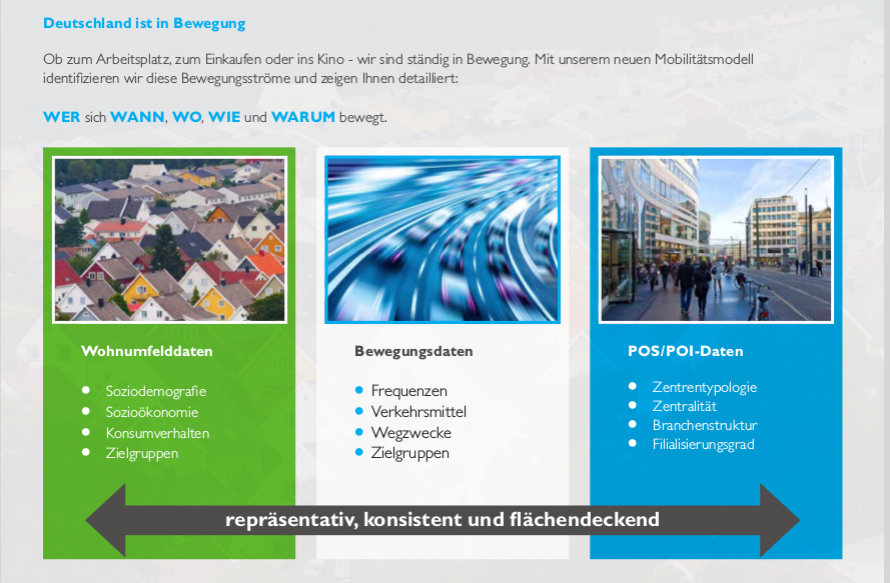 Deutschland ist in Bewegung
Ob zum Arbeitsplatz, zum Einkaufen oder ins Kino - wir sind ständig in Bewegung. Mit unserem neuen Mobilitätsmodell
identifizieren wir diese Bewegungsströme und zeigen Ihnen detailliert:
WER sich WANN, WO, WIE und WARUM bewegt.
Wohnumfelddaten
• Soziodemografie
• Sozioökonomie
• Konsumverhalten
• Zielgruppen
Bewegungsdaten
• Frequenzen
• Verkehrsmittel
• Wegzwecke
• Zielgruppen
POS/POI-Daten
• Zentrentypologie
• Zentralität
• Branchenstruktur
• Filialisierungsgrad
repräsentativ, konsistent und flächendeckend